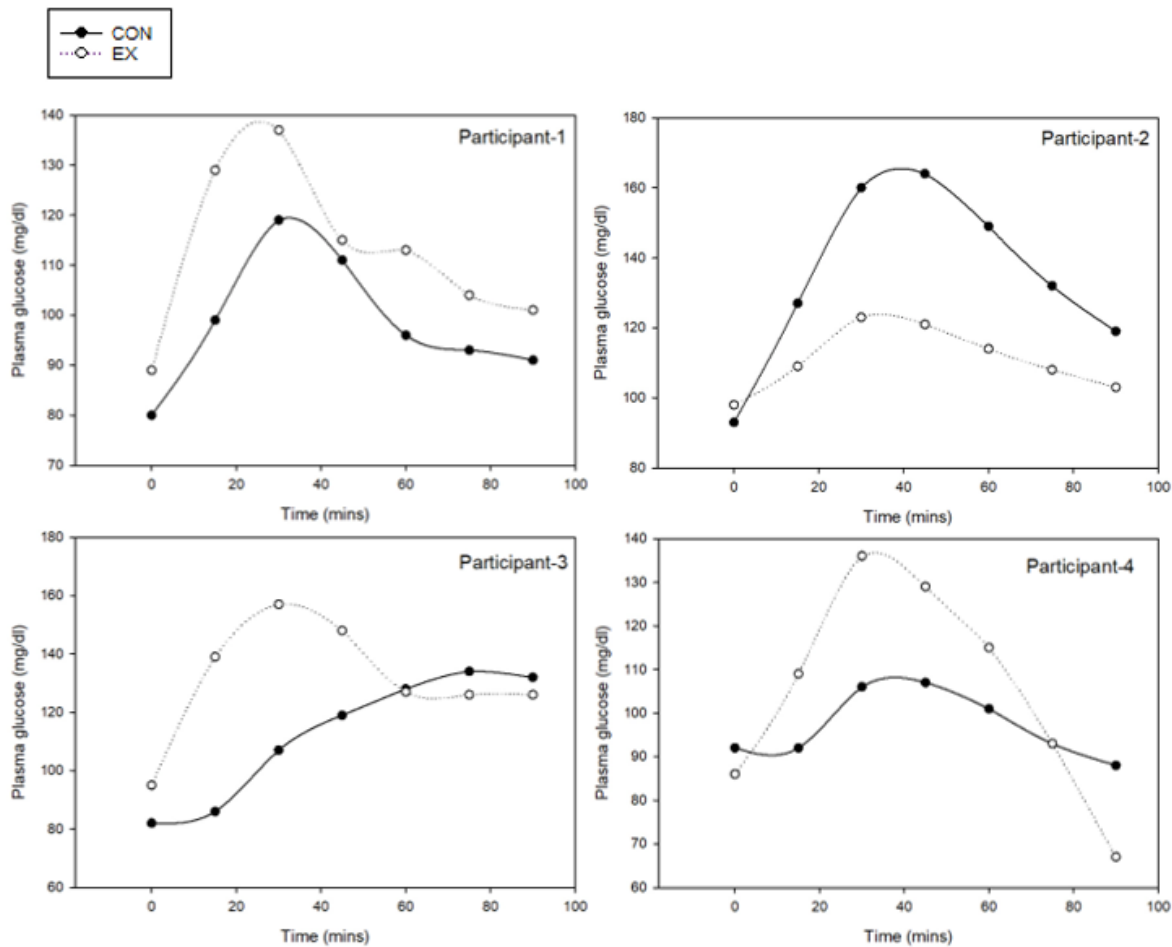 CON
EX
Participant-1
140
130
120
110
100
90
80
70
Plasma glucose (mg/dl)
0 20 40 60 80 100
Time (mins)
Participant-2
180
160
140
120
100
80
Plasma glucose (mg/dl)
0 20 40 60 80 100
Time (mins)
Participant-3
180
160
140
120
100
80
60
Plasma glucose (mg/dl)
0 20 40 60 80 100
Time (mins)
Participant-4
140
130
120
110
100
90
80
70
60
Plasma glucose (mg/dl)
0 20 40 60 80 100
Time (mins)